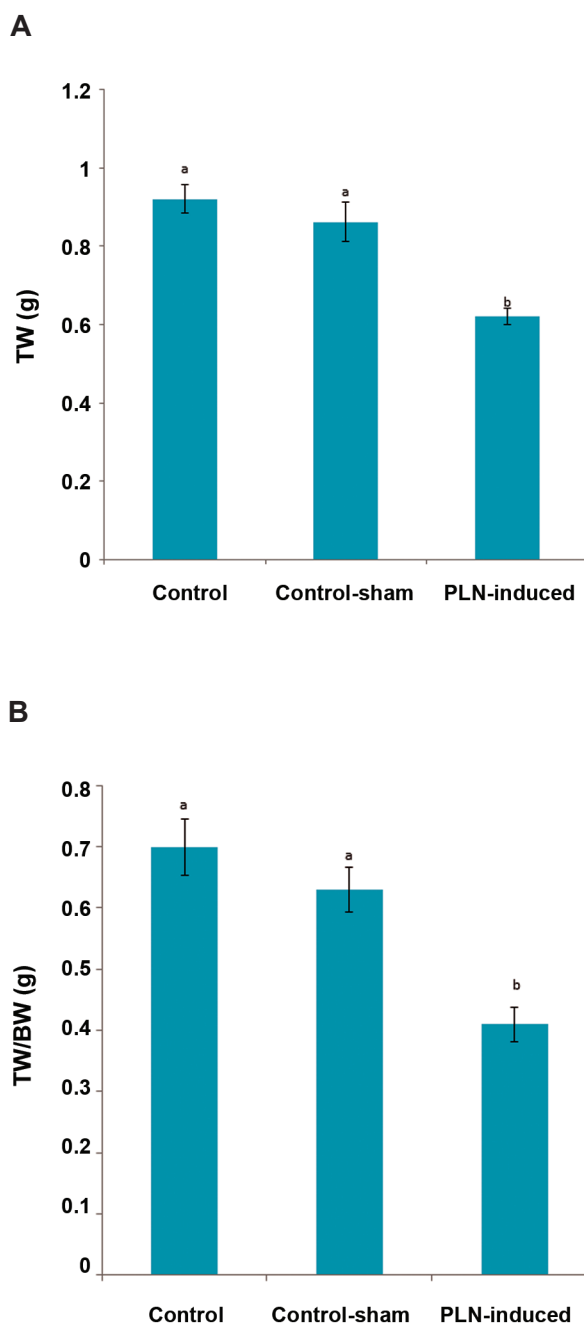 A
1.2
1
0.8
0.6
0.4
0.2
0
TW (g)
a
a
b
Control Control-sham PLN-induced
B
0.8
0.7
0.6
0.5
0.4
0.3
0.2
0.1
0
TW/BW (g)
a
a
b
Control Control-sham PLN-induced